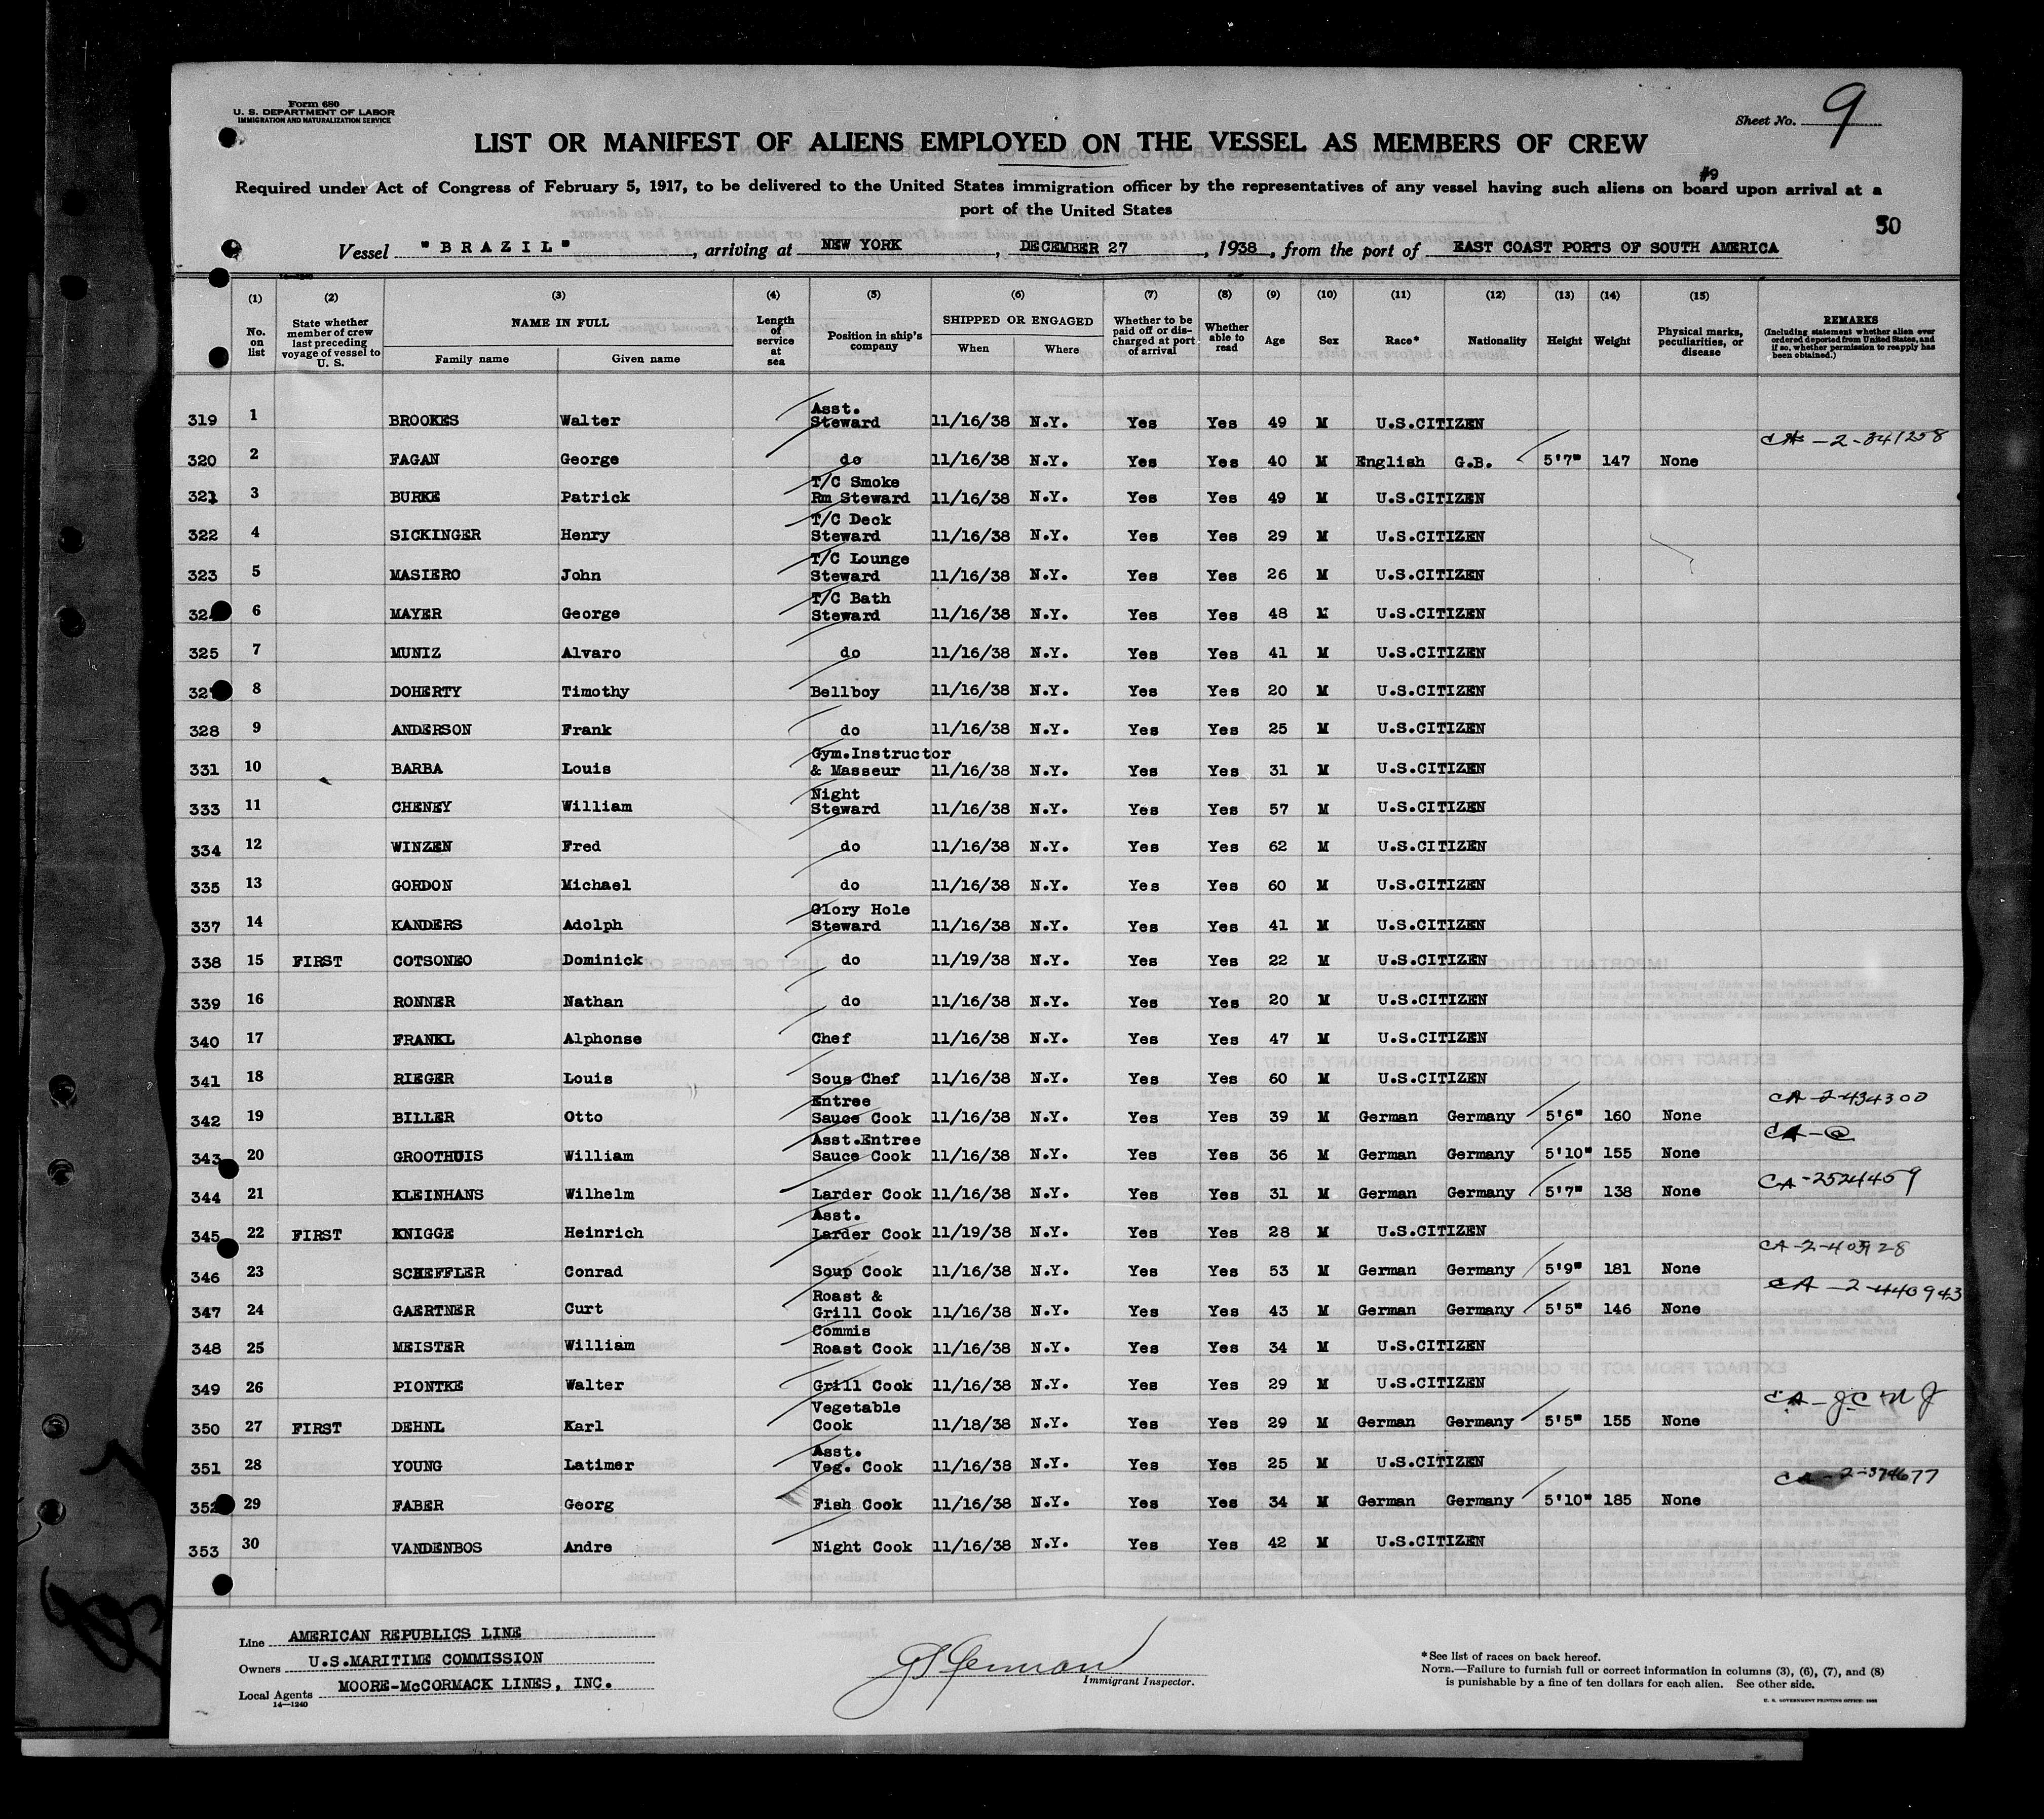 Form 680
U. S. DEPARTMENT OF LABOR
IMMIGRATION AND NATURALIZATION SERVICE
Sheet No. 9
LIST OR MANIFEST OF ALIENS EMPLOYED ON THE VESSEL AS MEMBERS OF CREW
#9
Required under Act of Congress of February 5, 1917, to be delivered to the United States immigration officer by the representatives of any vessel having such aliens on board upon arrival at a
port of the United States
50
Vessel "BRAZIL", arriving at NEW YORK, DECEMBER 27, 1938, from the port of EAST COAST PORTS OF SOUTH AMERICA
(1) (2) (3) (4) (5) (6) (7) (8) (9) (10) (11) (12) (13) (14) (15)
No. on list
State whether member of crew last preceding voyage of vessel to U. S.
NAME IN FULL
Family name Given name
Length of service at sea
Position in ship's company
SHIPPED OR ENGAGED
When Where
Whether to be paid off or discharged at port of arrival
Whether able to read
Age
Sex
Race*
Nationality
Height
Weight
Physical marks, peculiarities, or disease
REMARKS
(Including statement whether alien ever ordered deported from United States, and if so, whether permission to reapply has been obtained.)
319 1 BROOKES Walter Asst. Steward 11/16/38 N.Y. Yes Yes 49 M U.S.CITIZEN
320 2 FAGAN George do 11/16/38 N.Y. Yes Yes 40 M English G.B. 5'7" 147 None CA-2-341258
321 3 BURKE Patrick T/C Smoke Rm Steward 11/16/38 N.Y. Yes Yes 49 M U.S.CITIZEN
322 4 SICKINGER Henry T/C Deck Steward 11/16/38 N.Y. Yes Yes 29 M U.S.CITIZEN
323 5 MASIERO John T/C Lounge Steward 11/16/38 N.Y. Yes Yes 26 M U.S.CITIZEN
6 MAYER George T/C Bath Steward 11/16/38 N.Y. Yes Yes 48 M U.S.CITIZEN
325 7 MUNIZ Alvaro do 11/16/38 N.Y. Yes Yes 41 M U.S.CITIZEN
327 8 DOHERTY Timothy Bellboy 11/16/38 N.Y. Yes Yes 20 M U.S.CITIZEN
328 9 ANDERSON Frank do 11/16/38 N.Y. Yes Yes 25 M U.S.CITIZEN
331 10 BARBA Louis Gym.Instructor & Masseur 11/16/38 N.Y. Yes Yes 31 M U.S.CITIZEN
333 11 CHENEY William Night Steward 11/16/38 N.Y. Yes Yes 57 M U.S.CITIZEN
334 12 WINZEN Fred do 11/16/38 N.Y. Yes Yes 62 M U.S.CITIZEN
335 13 GORDON Michael do 11/16/38 N.Y. Yes Yes 60 M U.S.CITIZEN
337 14 KANDERS Adolph Glory Hole Steward 11/16/38 N.Y. Yes Yes 41 M U.S.CITIZEN
338 15 FIRST COTSONEO Dominick do 11/19/38 N.Y. Yes Yes 22 M U.S.CITIZEN
339 16 RONNER Nathan do 11/16/38 N.Y. Yes Yes 20 M U.S.CITIZEN
340 17 FRANKL Alphonse Chef 11/16/38 N.Y. Yes Yes 47 M U.S.CITIZEN
341 18 RIEGER Louis Sous Chef 11/16/38 N.Y. Yes Yes 60 M U.S.CITIZEN
342 19 BILLER Otto Entree Sauce Cook 11/16/38 N.Y. Yes Yes 39 M German Germany 5'6" 160 None CA-2-434300
343 20 GROOTHUIS William Asst.Entree Sauce Cook 11/16/38 N.Y. Yes Yes 36 M German Germany 5'10" 155 None CA-
344 21 KLEINHANS Wilhelm Larder Cook 11/16/38 N.Y. Yes Yes 31 M German Germany 5'7" 138 None CA-2524459
345 22 FIRST KNIGGE Heinrich Asst. Larder Cook 11/19/38 N.Y. Yes Yes 28 M U.S.CITIZEN
346 23 SCHEFFLER Conrad Soup Cook 11/16/38 N.Y. Yes Yes 53 M German Germany 5'9" 181 None
347 24 GAERTNER Curt Roast & Grill Cook 11/16/38 N.Y. Yes Yes 43 M German Germany 5'5" 146 None CA-2-440943
348 25 MEISTER William Commis Roast Cook 11/16/38 N.Y. Yes Yes 34 M U.S.CITIZEN
349 26 PIONTKE Walter Grill Cook 11/16/38 N.Y. Yes Yes 29 M U.S.CITIZEN
350 27 FIRST DEHNL Karl Vegetable Cook 11/18/38 N.Y. Yes Yes 29 M German Germany 5'5" 155 None CA-JC NJ
351 28 YOUNG Latimer Asst. Veg. Cook 11/16/38 N.Y. Yes Yes 25 M U.S.CITIZEN
352 29 FABER Georg Fish Cook 11/16/38 N.Y. Yes Yes 34 M German Germany 5'10" 185 None CA-2-374677
353 30 VANDENBOS Andre Night Cook 11/16/38 N.Y. Yes Yes 42 M U.S.CITIZEN
Line AMERICAN REPUBLICS LINE
Owners U.S.MARITIME COMMISSION
Local Agents MOORE-McCORMACK LINES, INC.
14—1240
Immigrant Inspector.
*See list of races on back hereof.
NOTE.—Failure to furnish full or correct information in columns (3), (6), (7), and (8)
is punishable by a fine of ten dollars for each alien. See other side.
U. S. GOVERNMENT PRINTING OFFICE